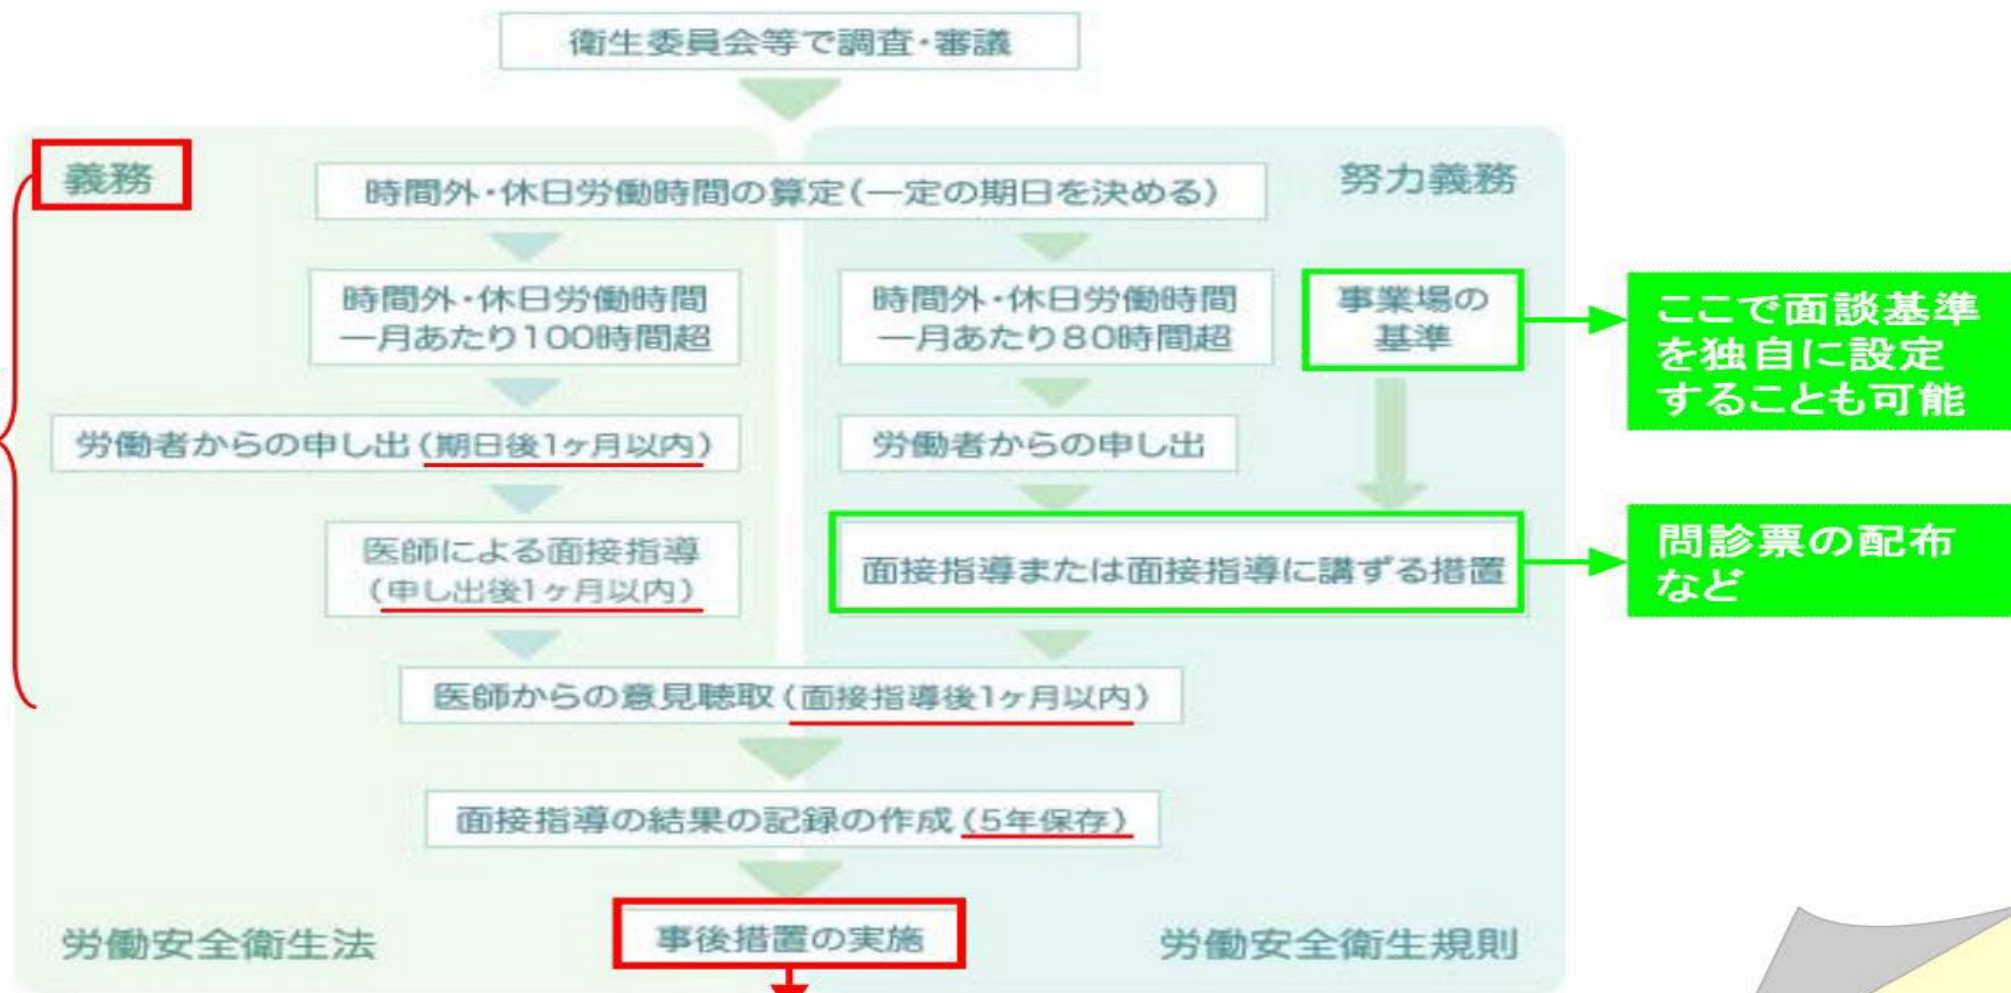 衛生委員会等で調査・審議
義務
努力義務
時間外・休日労働時間の算定(一定の期日を決める)
時間外・休日労働時間
一月あたり100時間超
時間外・休日労働時間
一月あたり80時間超
事業場の
基準
ここで面談基準
を独自に設定
することも可能
労働者からの申し出(期日後1ヶ月以内)
労働者からの申し出
医師による面接指導
(申し出後1ヶ月以内)
面接指導または面接指導に講ずる措置
問診票の配布
など
医師からの意見聴取(面接指導後1ヶ月以内)
面接指導の結果の記録の作成(5年保存)
事後措置の実施
労働安全衛生法
労働安全衛生規則